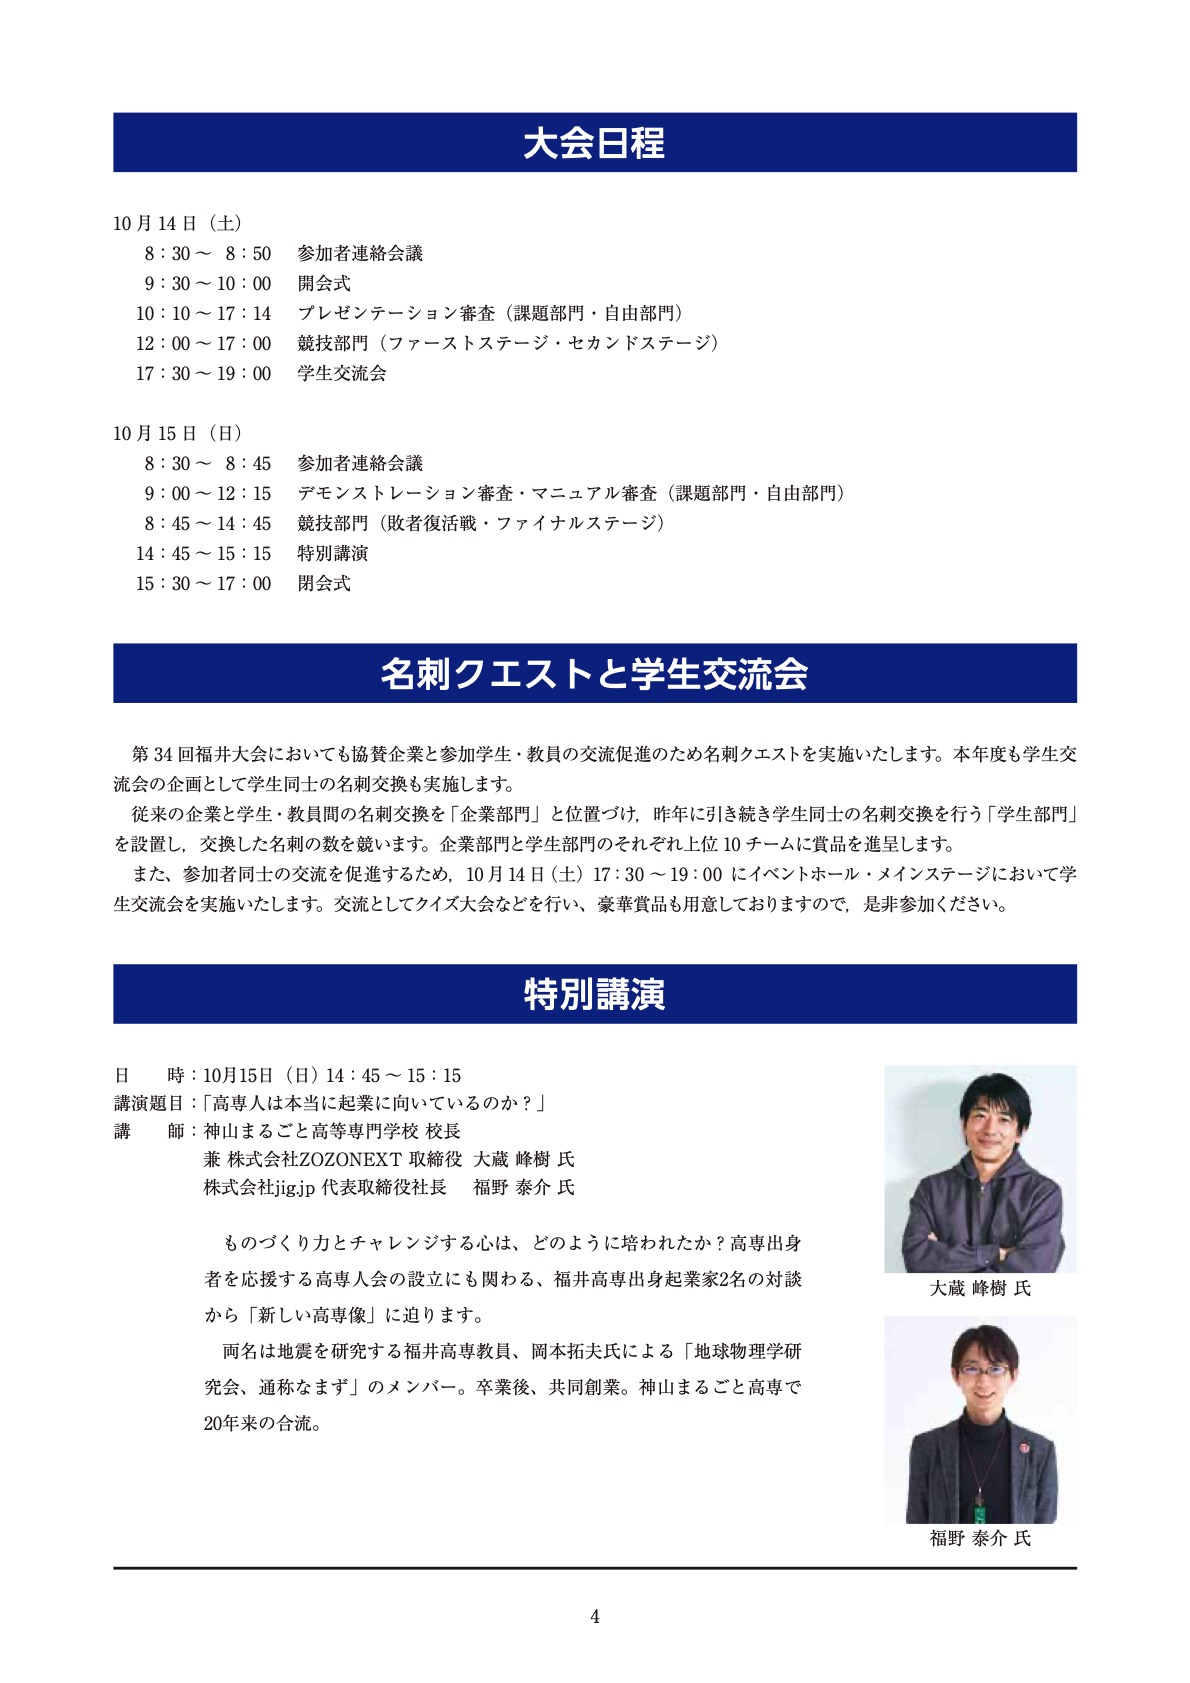 大会日程
10 月 14 日（土）
8：30 ～ 8：50 参加者連絡会議
9：30 ～ 10：00 開会式
10：10 ～ 17：14 プレゼンテーション審査（課題部門・自由部門）
12：00 ～ 17：00 競技部門（ファーストステージ・セカンドステージ）
17：30 ～ 19：00 学生交流会
10 月 15 日（日）
8：30 ～ 8：45 参加者連絡会議
9：00 ～ 12：15 デモンストレーション審査・マニュアル審査（課題部門・自由部門）
8：45 ～ 14：45 競技部門（敗者復活戦・ファイナルステージ）
14：45 ～ 15：15 特別講演
15：30 ～ 17：00 閉会式
名刺クエストと学生交流会
第 34 回福井大会においても協賛企業と参加学生・教員の交流促進のため名刺クエストを実施いたします。本年度も学生交
流会の企画として学生同士の名刺交換も実施します。
従来の企業と学生・教員間の名刺交換を「企業部門」と位置づけ，昨年に引き続き学生同士の名刺交換を行う「学生部門」
を設置し，交換した名刺の数を競います。企業部門と学生部門のそれぞれ上位 10 チームに賞品を進呈します。
また、参加者同士の交流を促進するため，10 月 14 日（土）17：30 ～ 19：00 にイベントホール・メインステージにおいて学
生交流会を実施いたします。交流としてクイズ大会などを行い、豪華賞品も用意しておりますので，是非参加ください。
特別講演
日　　時：10月15日（日）14：45 ～ 15：15
講演題目：「高専人は本当に起業に向いているのか？」
講　　師：神山まるごと高等専門学校 校長
兼 株式会社ZOZONEXT 取締役 大蔵 峰樹 氏
株式会社jig.jp 代表取締役社長 福野 泰介 氏
ものづくり力とチャレンジする心は、どのように培われたか？高専出身
者を応援する高専人会の設立にも関わる、福井高専出身起業家2名の対談
から「新しい高専像」に迫ります。
両名は地震を研究する福井高専教員、岡本拓夫氏による「地球物理学研
究会、通称なまず」のメンバー。卒業後、共同創業。神山まるごと高専で
20年来の合流。
大蔵 峰樹 氏
福野 泰介 氏
4